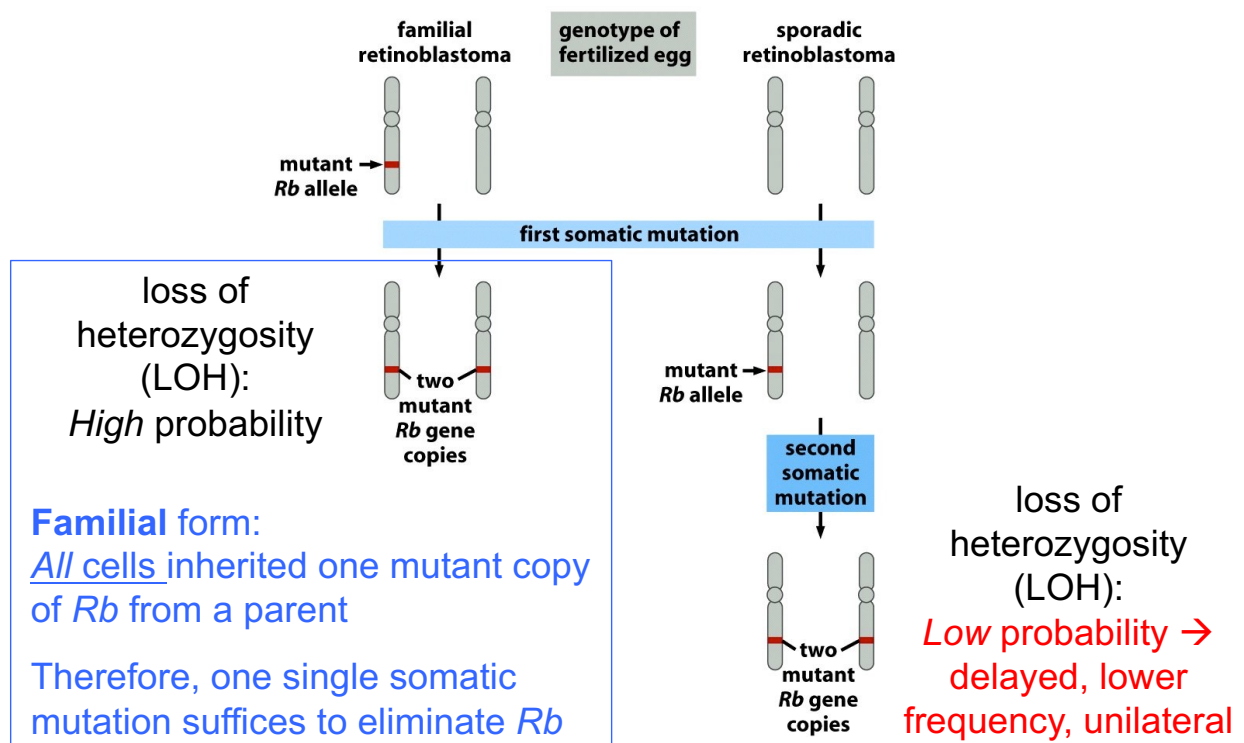 familial
retinoblastoma
genotype of
fertilized egg
sporadic
retinoblastoma
mutant
Rb allele
first somatic mutation
loss of
heterozygosity
(LOH):
High probability
two
mutant
Rb gene
copies
mutant
Rb allele
second
somatic
mutation
Familial form:
All cells inherited one mutant copy
of Rb from a parent
Therefore, one single somatic
mutation suffices to eliminate Rb
two
mutant
Rb gene
copies
loss of
heterozygosity
(LOH):
Low probability →
delayed, lower
frequency, unilateral